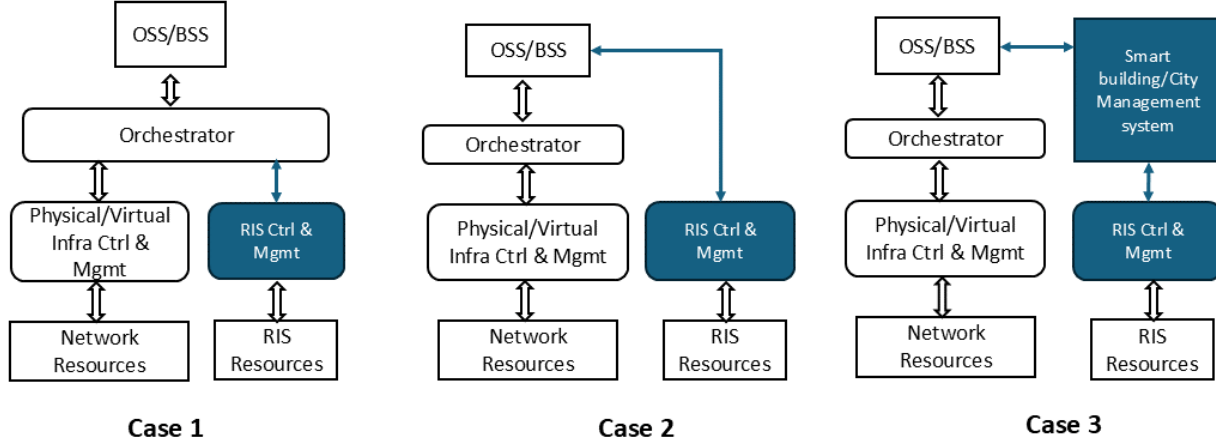 OSS/BSS
Orchestrator
Physical/Virtual
Infra Ctrl &
Mgmt
RIS Ctrl &
Mgmt
Network
Resources
RIS
Resources
Case 1
OSS/BSS
Orchestrator
Physical/Virtual
Infra Ctrl & Mgmt
RIS Ctrl &
Mgmt
Network
Resources
RIS
Resources
Case 2
OSS/BSS
Smart
building/City
Management
system
Orchestrator
Physical/Virtual
Infra Ctrl & Mgmt
RIS Ctrl &
Mgmt
Network
Resources
RIS
Resources
Case 3